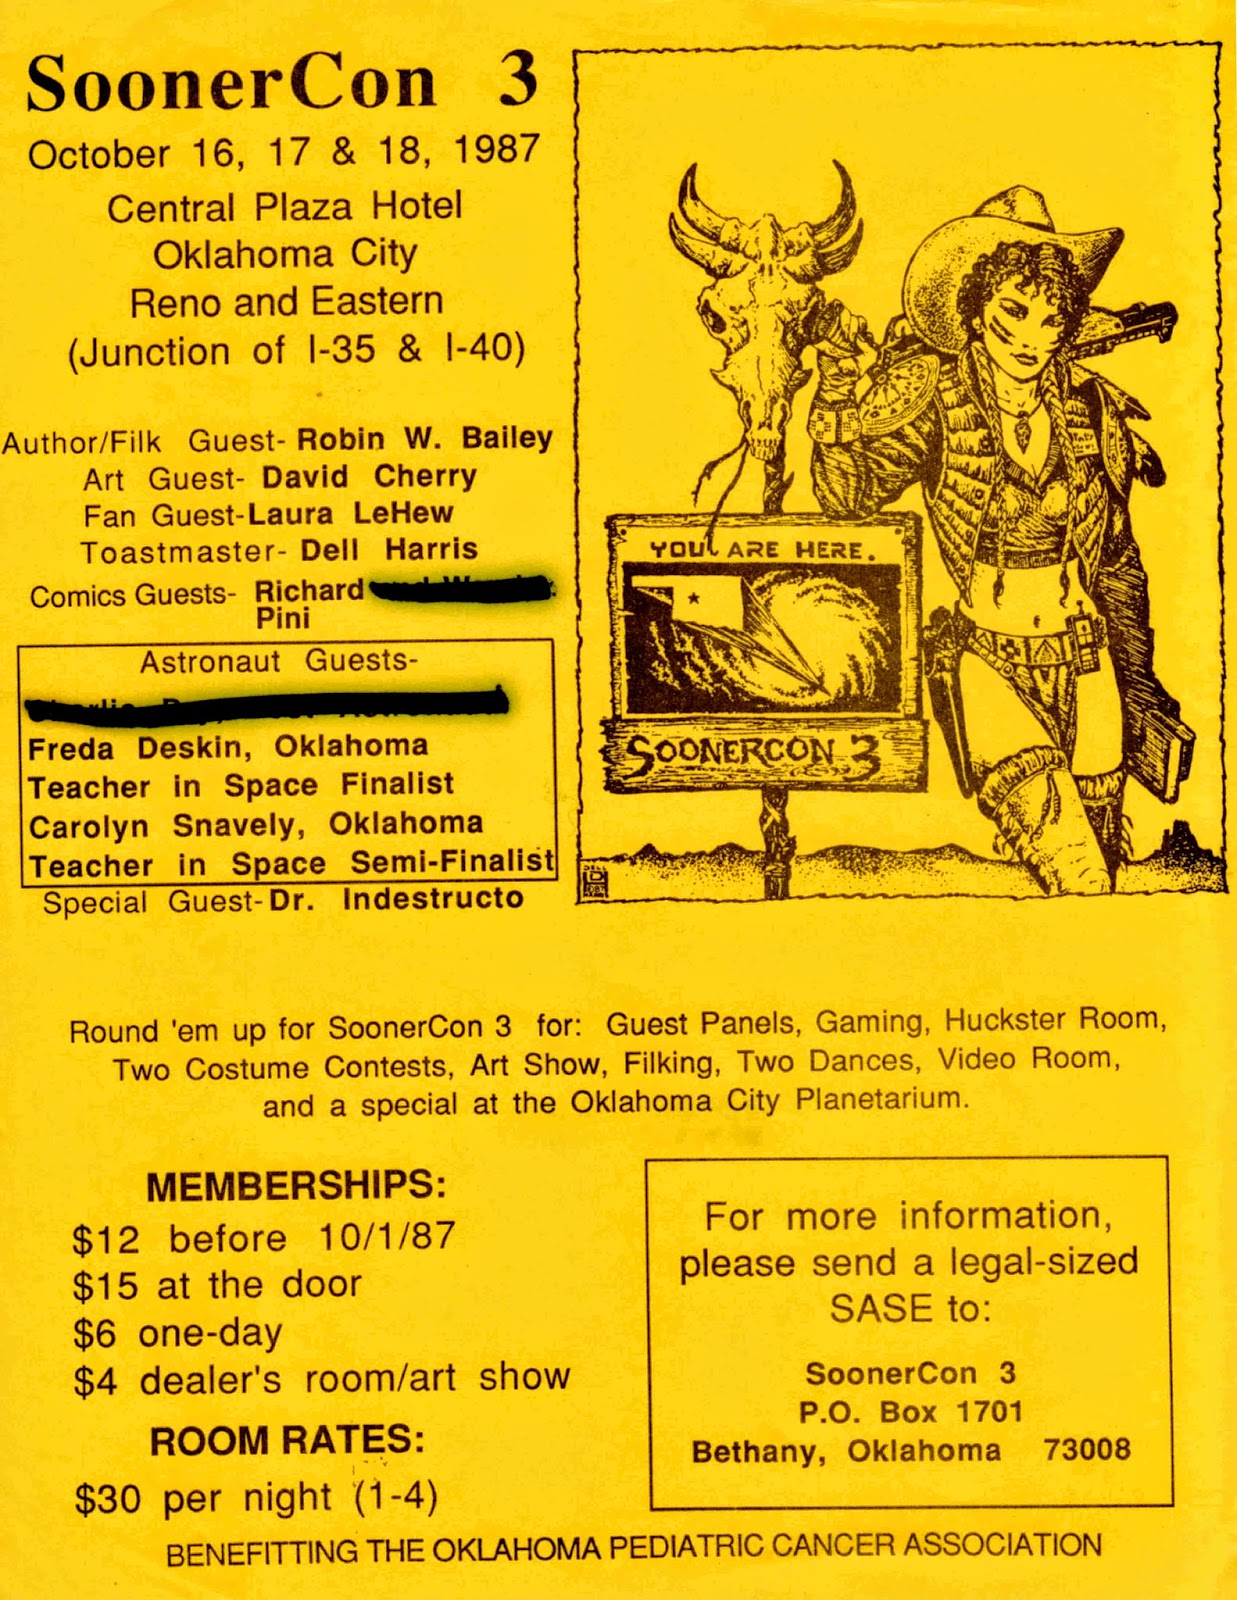 SoonerCon 3
October 16, 17 & 18, 1987
Central Plaza Hotel
Oklahoma City
Reno and Eastern
(Junction of I-35 & I-40)
Author/Filk Guest- Robin W. Bailey
Art Guest- David Cherry
Fan Guest-Laura LeHew
Toastmaster- Dell Harris
Comics Guests- Richard
Pini
Astronaut Guests-
Freda Deskin, Oklahoma
Teacher in Space Finalist
Carolyn Snavely, Oklahoma
Teacher in Space Semi-Finalist
Special Guest-Dr. Indestructo
YOU ARE HERE.
SOONERCON 3
Round 'em up for SoonerCon 3 for: Guest Panels, Gaming, Huckster Room,
Two Costume Contests, Art Show, Filking, Two Dances, Video Room,
and a special at the Oklahoma City Planetarium.
MEMBERSHIPS:
$12 before 10/1/87
$15 at the door
$6 one-day
$4 dealer's room/art show
ROOM RATES:
$30 per night (1-4)
For more information,
please send a legal-sized
SASE to:
SoonerCon 3
P.O. Box 1701
Bethany, Oklahoma 73008
BENEFITTING THE OKLAHOMA PEDIATRIC CANCER ASSOCIATION